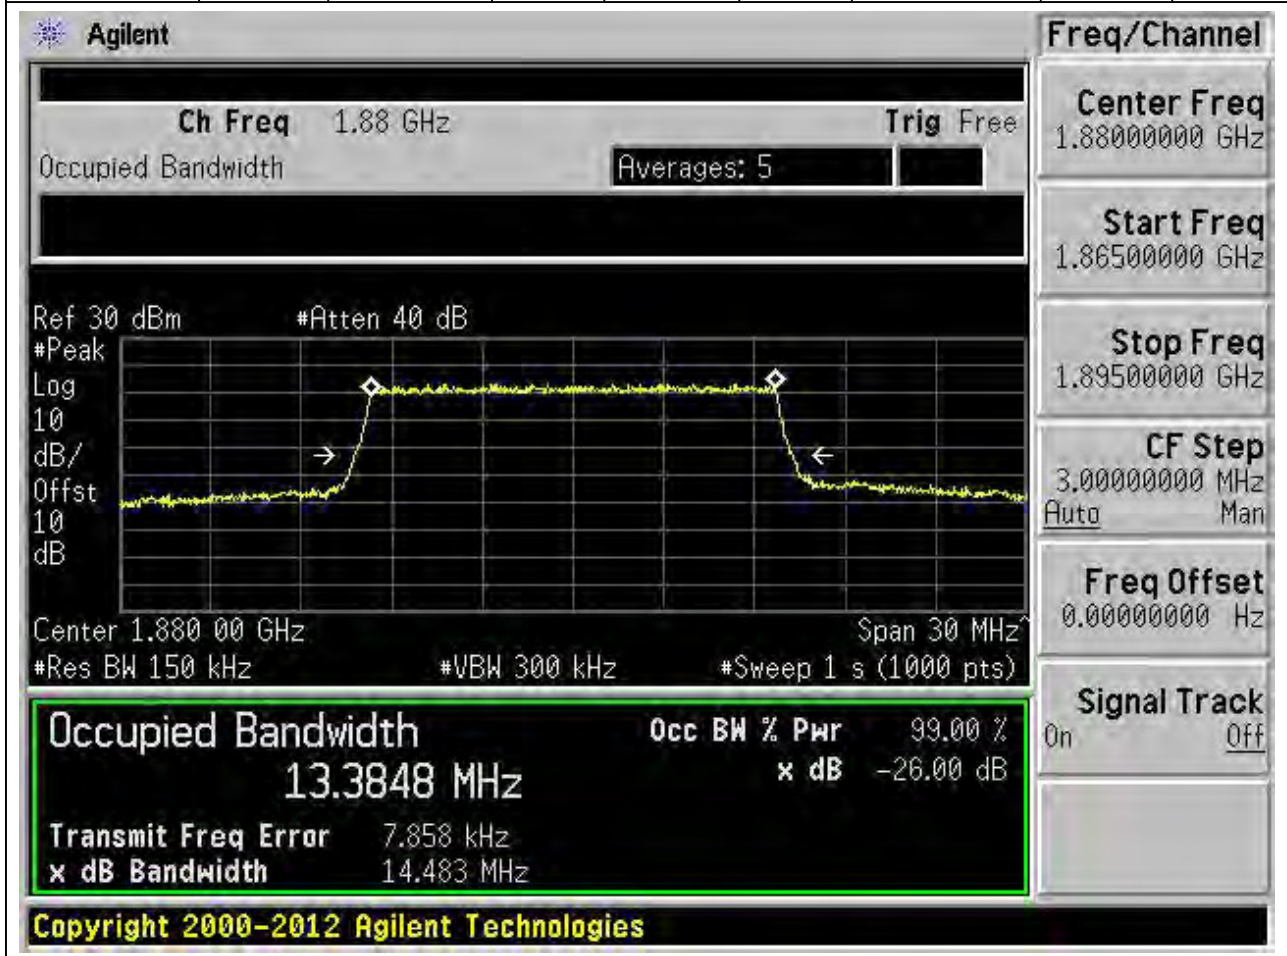 Agilent
Freq/Channel
Ch Freq 1.88 GHz Trig Free
Occupied Bandwidth Averages: 5
Center Freq
1.88000000 GHz
Start Freq
1.86500000 GHz
Stop Freq
1.89500000 GHz
CF Step
3.00000000 MHz
Auto Man
Freq Offset
0.00000000 Hz
Signal Track
On Off
Ref 30 dBm #Atten 40 dB
#Peak
Log
10
dB/
Offst
10
dB
Center 1.880 00 GHz Span 30 MHz^
#Res BW 150 kHz #VBW 300 kHz #Sweep 1 s (1000 pts)
Occupied Bandwidth Occ BW % Pwr 99.00 %
13.3848 MHz x dB -26.00 dB
Transmit Freq Error 7.858 kHz
x dB Bandwidth 14.483 MHz
Copyright 2000-2012 Agilent Technologies